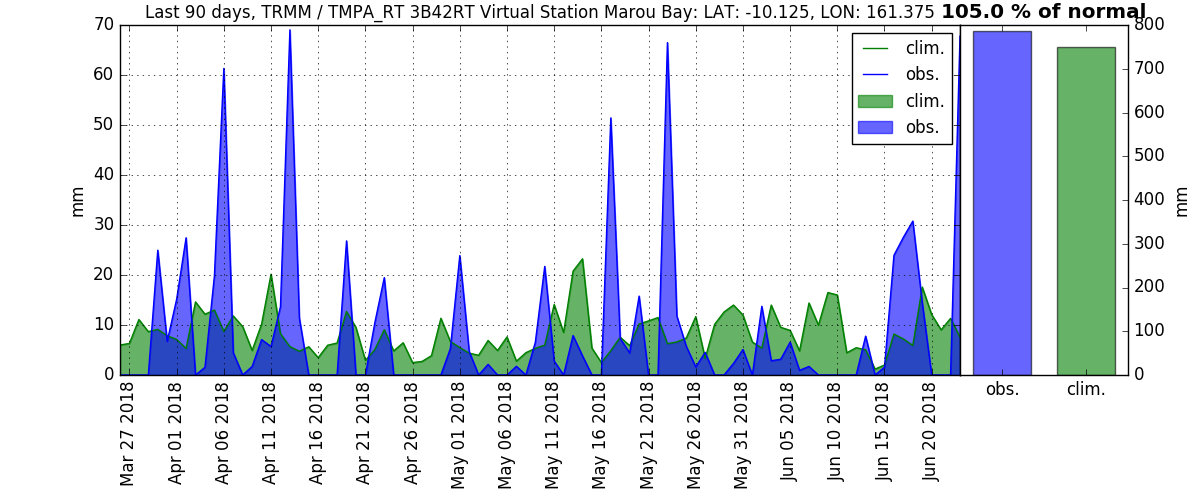 Last 90 days, TRMM / TMPA_RT 3B42RT Virtual Station Marou Bay: LAT: -10.125, LON: 161.375 105.0 % of normal
70
60
50
40
30
20
10
0
mm
clim.
obs.
clim.
obs.
800
700
600
500
400
300
200
100
0
mm
obs.
clim.
Mar 27 2018
Apr 01 2018
Apr 06 2018
Apr 11 2018
Apr 16 2018
Apr 21 2018
Apr 26 2018
May 01 2018
May 06 2018
May 11 2018
May 16 2018
May 21 2018
May 26 2018
May 31 2018
Jun 05 2018
Jun 10 2018
Jun 15 2018
Jun 20 2018